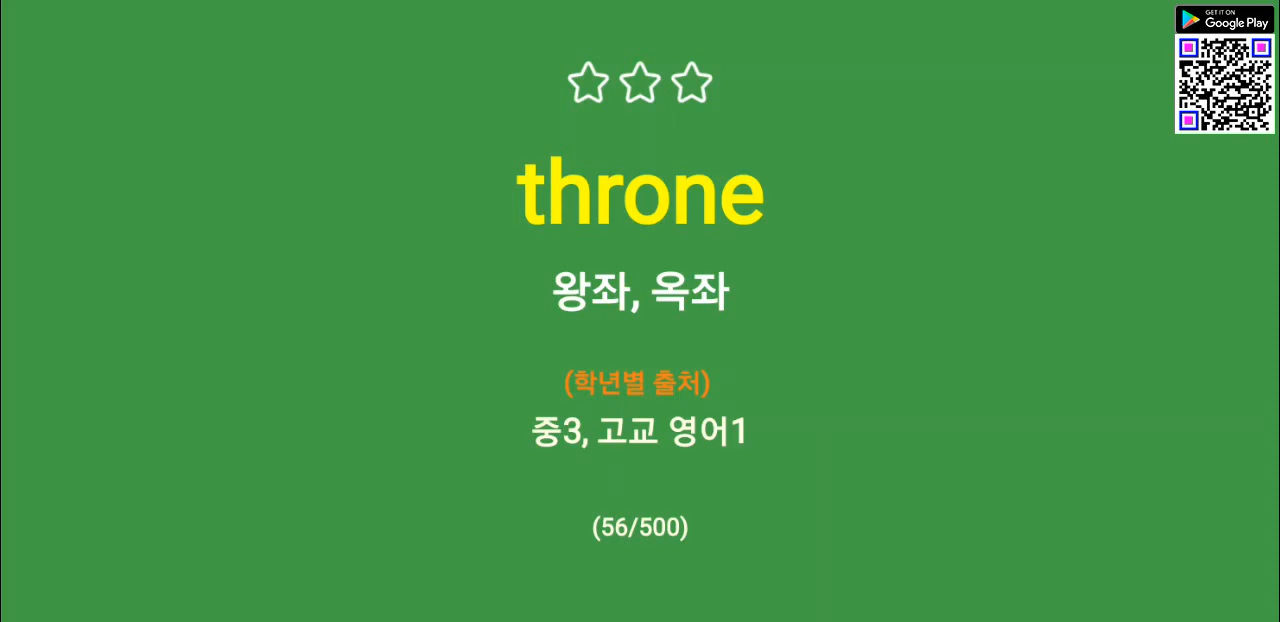 GET IT ON
Google Play
throne
왕좌, 옥좌
(학년별 출처)
중3, 고교 영어1
(56/500)